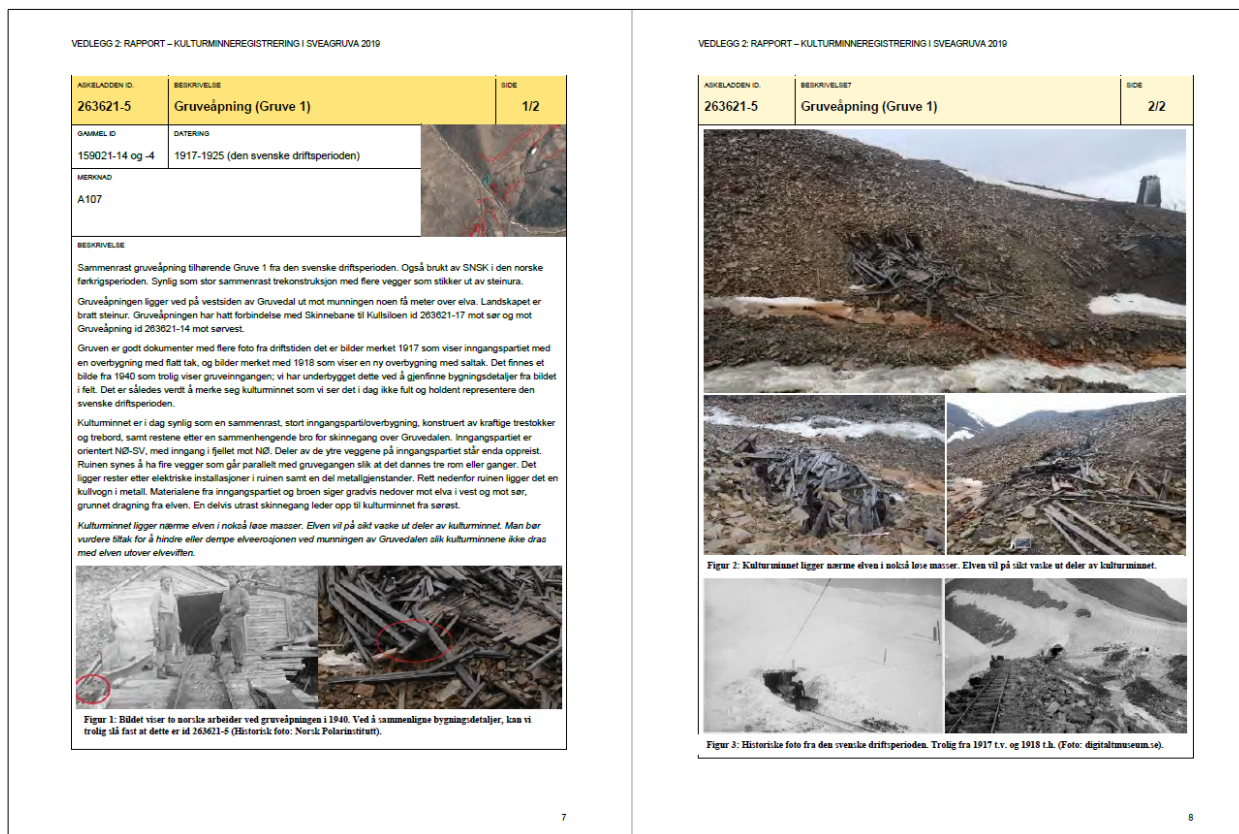 VEDLEGG 2: RAPPORT – KULTURMINNEREGISTRERING I SVEAGRUVA 2019
ASKELADDEN ID.
BESKRIVELSE
SIDE
263621-5
Gruveåpning (Gruve 1)
1/2
GAMMEL ID
DATERING
159021-14 og -4
1917-1925 (den svenske driftsperioden)
MERKNAD
A107
BESKRIVELSE
Sammenrast gruveåpning tilhørende Gruve 1 fra den svenske driftsperioden. Også brukt av SNSK i den norske
førkrigsperioden. Synlig som stor sammenrast trekonstruksjon med flere vegger som stikker ut av steinura.
Gruveåpningen ligger ved på vestsiden av Gruvedal ut mot munningen noen få meter over elva. Landskapet er
bratt steinur. Gruveåpningen har hatt forbindelse med Skinnebane til Kullsiloen id 263621-17 mot sør og mot
Gruveåpning id 263621-14 mot sørvest.
Gruven er godt dokumenter med flere foto fra driftstiden det er bilder merket 1917 som viser inngangspartiet med
en overbygning med flatt tak, og bilder merket med 1918 som viser en ny overbygning med saltak. Det finnes et
bilde fra 1940 som trolig viser gruveinngangen; vi har underbygget dette ved å gjenfinne bygningsdetaljer fra bildet
i felt. Det er således verdt å merke seg kulturminnet som vi ser det i dag ikke fult og holdent representere den
svenske driftsperioden.
Kulturminnet er i dag synlig som en sammenrast, stort inngangsparti/overbygning, konstruert av kraftige trestokker
og trebord, samt restene etter en sammenhengende bro for skinnegang over Gruvedalen. Inngangspartiet er
orientert NØ-SV, med inngang i fjellet mot NØ. Deler av de ytre veggene på inngangspartiet står enda oppreist.
Ruinen synes å ha fire vegger som går parallelt med gruvegangen slik at det dannes tre rom eller ganger. Det
ligger rester etter elektriske installasjoner i ruinen samt en del metallgjenstander. Rett nedenfor ruinen ligger det en
kullvogn i metall. Materialene fra inngangspartiet og broen siger gradvis nedover mot elva i vest og mot sør,
grunnet dragning fra elven. En delvis utrast skinnegang leder opp til kulturminnet fra sørøst.
Kulturminnet ligger nærme elven i nokså løse masser. Elven vil på sikt vaske ut deler av kulturminnet. Man bør
vurdere tiltak for å hindre eller dempe elveerosjonen ved munningen av Gruvedalen slik kulturminnene ikke dras
med elven utover elveviften.
Figur 1: Bildet viser to norske arbeider ved gruveåpningen i 1940. Ved å sammenligne bygningsdetaljer, kan vi
trolig slå fast at dette er id 263621-5 (Historisk foto: Norsk Polarinstitutt).
7
VEDLEGG 2: RAPPORT – KULTURMINNEREGISTRERING I SVEAGRUVA 2019
ASKELADDEN ID.
BESKRIVELSE7
SIDE
263621-5
Gruveåpning (Gruve 1)
2/2
Figur 2: Kulturminnet ligger nærme elven i nokså løse masser. Elven vil på sikt vaske ut deler av kulturminnet.
Figur 3: Historiske foto fra den svenske driftsperioden. Trolig fra 1917 t.v. og 1918 t.h. (Foto: digitaltmuseum.se).
8